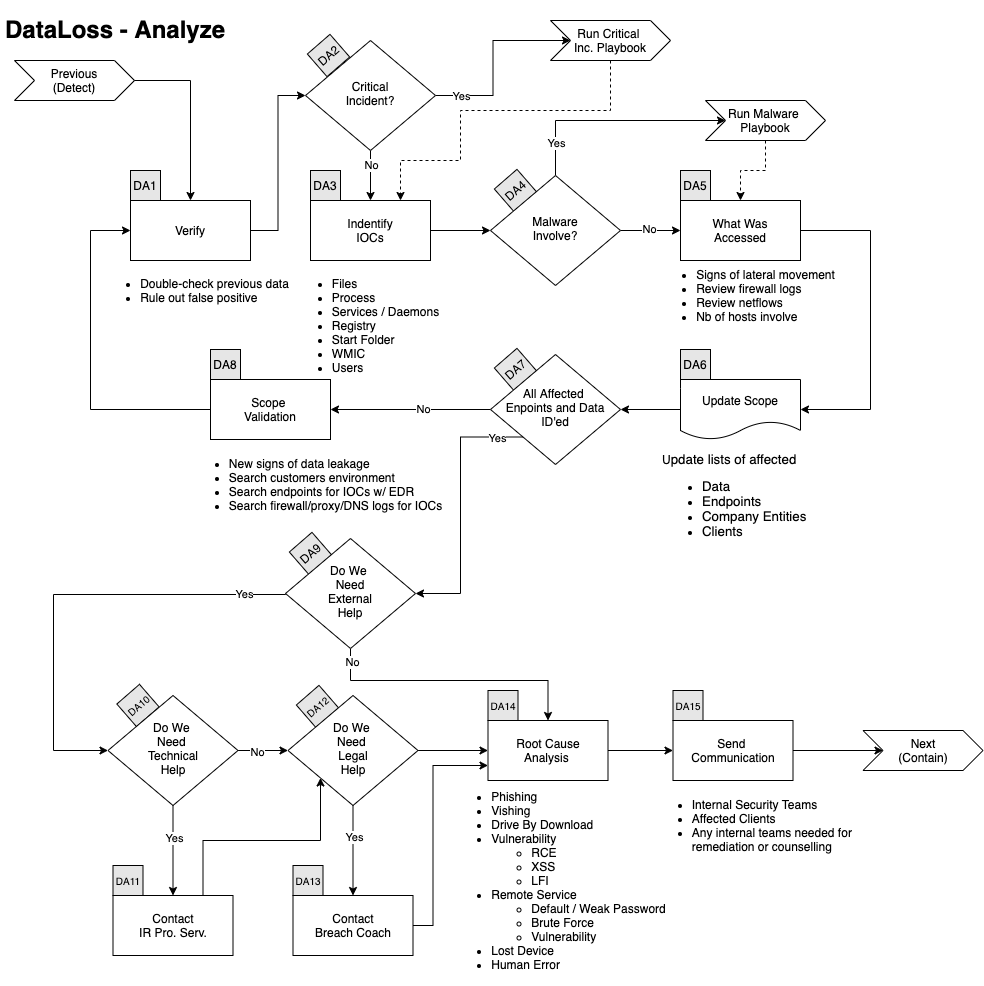 DataLoss - Analyze
Previous
(Detect)
DA2
Critical
Incident?
Yes
Run Critical
Inc. Playbook
No
Run Malware
Playbook
DA1
Verify
Double-check previous data
Rule out false positive
DA3
Indentify
IOCs
Files
Process
Services / Daemons
Registry
Start Folder
WMIC
Users
DA4
Malware
Involve?
Yes
No
DA5
What Was
Accessed
Signs of lateral movement
Review firewall logs
Review netflows
Nb of hosts involve
DA6
Update Scope
Update lists of affected
Data
Endpoints
Company Entities
Clients
DA7
All Affected
Enpoints and Data
ID'ed
No
Yes
DA8
Scope
Validation
New signs of data leakage
Search customers environment
Search endpoints for IOCs w/ EDR
Search firewall/proxy/DNS logs for IOCs
DA9
Do We
Need
External
Help
Yes
No
DA10
Do We
Need
Technical
Help
No
Yes
DA11
Contact
IR Pro. Serv.
DA12
Do We
Need
Legal
Help
Yes
DA13
Contact
Breach Coach
DA14
Root Cause
Analysis
Phishing
Vishing
Drive By Download
Vulnerability
RCE
XSS
LFI
Remote Service
Default / Weak Password
Brute Force
Vulnerability
Lost Device
Human Error
DA15
Send
Communication
Internal Security Teams
Affected Clients
Any internal teams needed for
remediation or counselling
Next
(Contain)